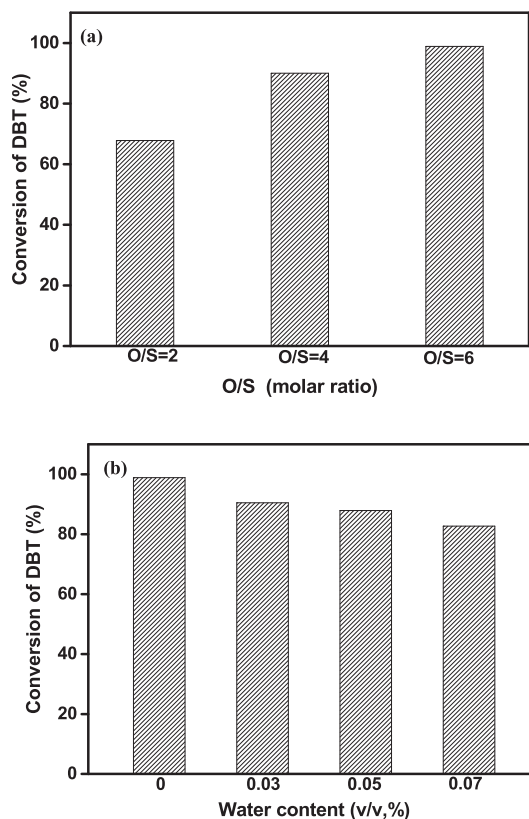 (a)
Conversion of DBT (%)
100
80
60
40
20
0
O/S=2 O/S=4 O/S=6
O/S (molar ratio)
(b)
Conversion of DBT (%)
100
80
60
40
20
0
0 0.03 0.05 0.07
Water content (v/v,%)